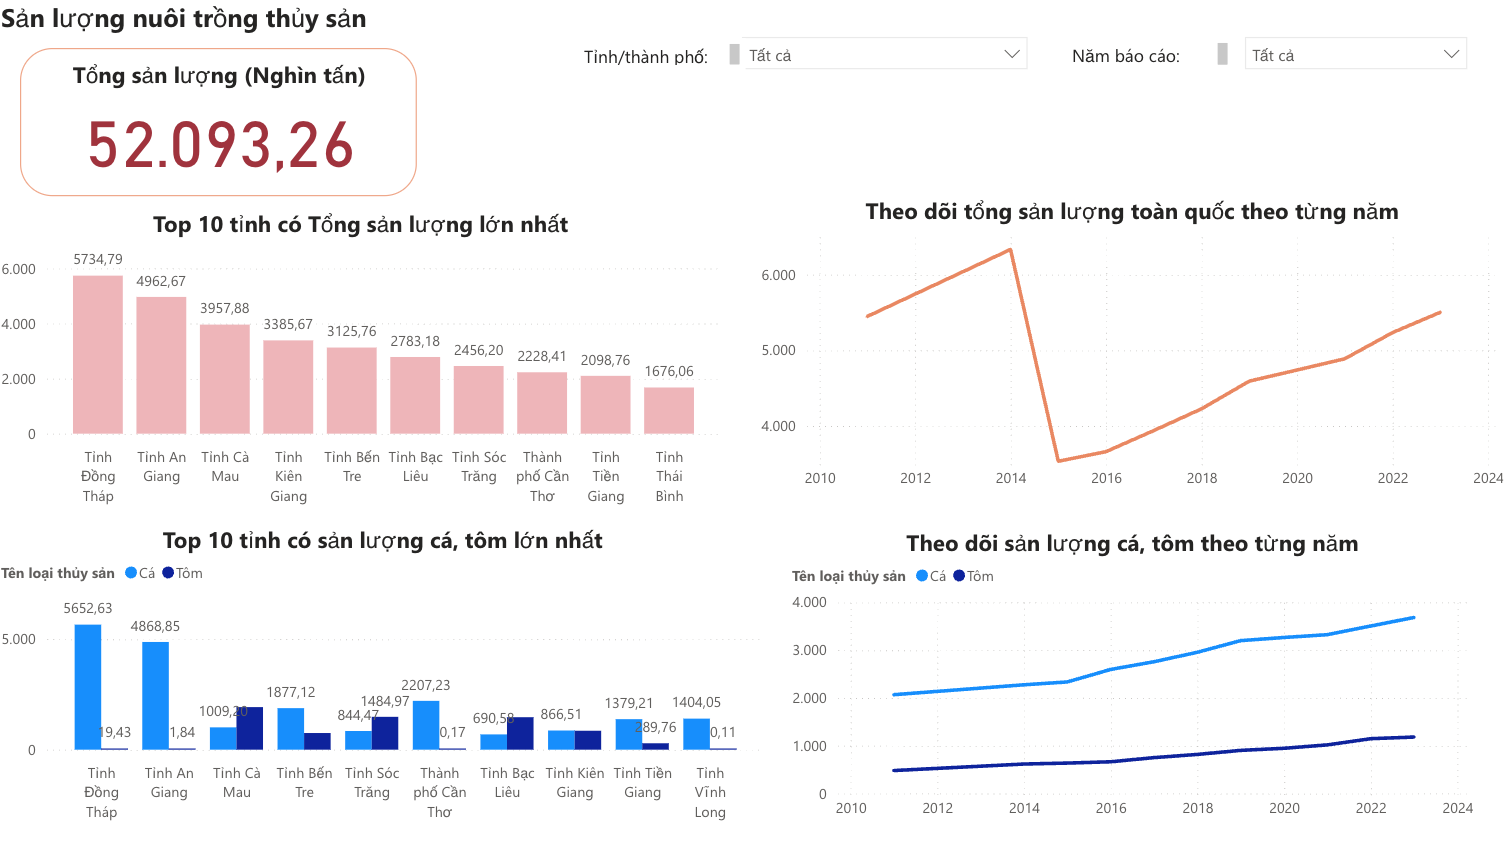 Sản lượng nuôi trồng thủy sản
Tổng sản lượng (Nghìn tấn)
52.093,26
Tỉnh/thành phố:
Tất cả
Năm báo cáo:
Tất cả
Top 10 tỉnh có Tổng sản lượng lớn nhất
6.000
4.000
2.000
0
5734,79
4962,67
3957,88
3385,67
3125,76
2783,18
2456,20
2228,41
2098,76
1676,06
Tỉnh Đồng Tháp
Tỉnh An Giang
Tỉnh Cà Mau
Tỉnh Kiên Giang
Tỉnh Bến Tre
Tỉnh Bạc Liêu
Tỉnh Sóc Trăng
Thành phố Cần Thơ
Tỉnh Tiền Giang
Tỉnh Thái Bình
Theo dõi tổng sản lượng toàn quốc theo từng năm
6.000
5.000
4.000
2010 2012 2014 2016 2018 2020 2022 2024
Top 10 tỉnh có sản lượng cá, tôm lớn nhất
Tên loại thủy sản Cá Tôm
5.000
0
5652,63
19,43
4868,85
1,84
1009,20
1877,12
844,47
1484,97
2207,23
0,17
690,58
866,51
1379,21
289,76
1404,05
0,11
Tỉnh Đồng Tháp
Tỉnh An Giang
Tỉnh Cà Mau
Tỉnh Bến Tre
Tỉnh Sóc Trăng
Thành phố Cần Thơ
Tỉnh Bạc Liêu
Tỉnh Kiên Giang
Tỉnh Tiền Giang
Tỉnh Vĩnh Long
Theo dõi sản lượng cá, tôm theo từng năm
Tên loại thủy sản Cá Tôm
4.000
3.000
2.000
1.000
0
2010 2012 2014 2016 2018 2020 2022 2024